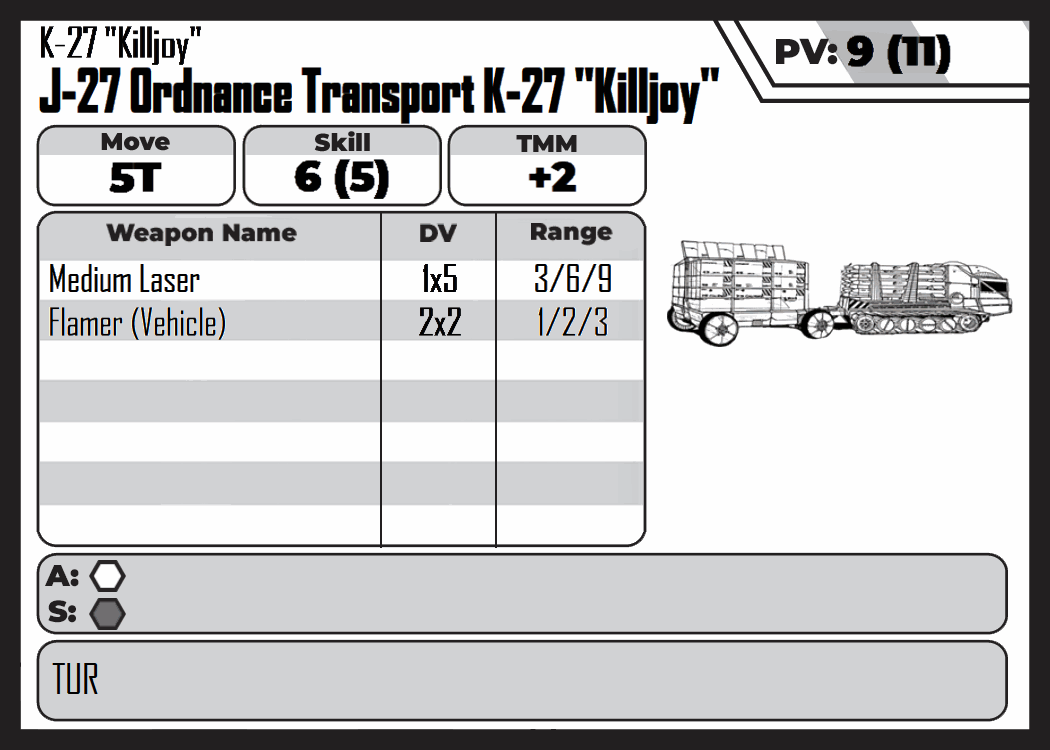 K-27 "Killjoy"
J-27 Ordnance Transport K-27 "Killjoy"
PV: 9 (11)
Move Skill TMM
5T 6 (5) +2
Weapon Name DV Range
Medium Laser 1x5 3/6/9
Flamer (Vehicle) 2x2 1/2/3
A:
S:
TUR